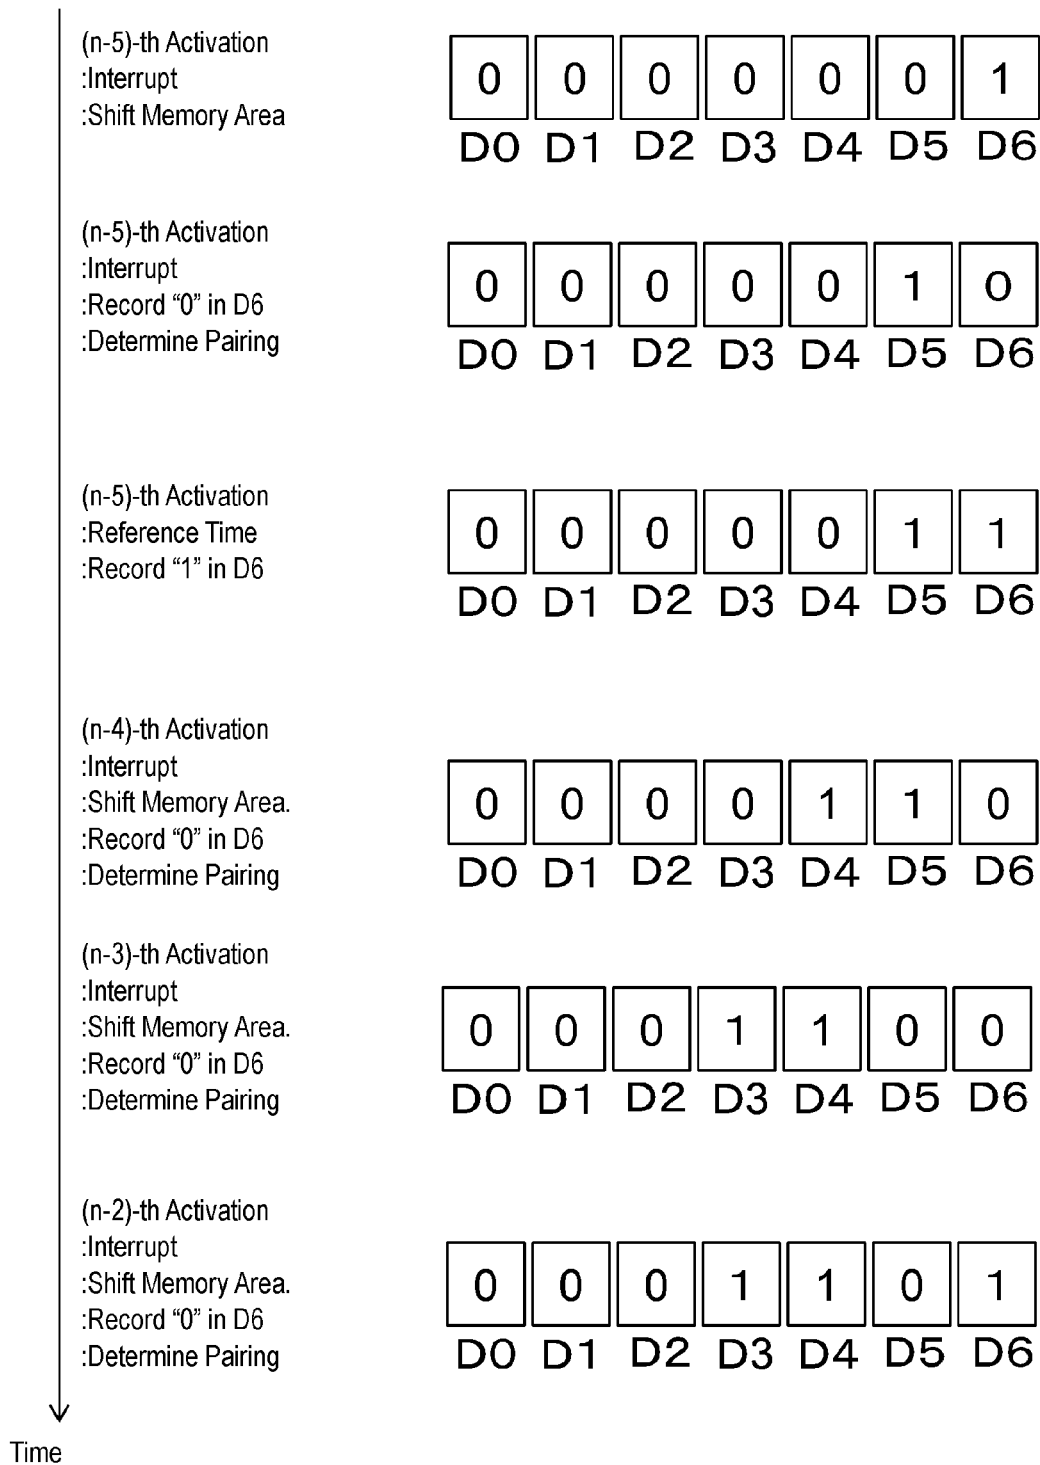 (n-5)-th Activation
:Interrupt
:Shift Memory Area
0 0 0 0 0 0 1
D0 D1 D2 D3 D4 D5 D6
(n-5)-th Activation
:Interrupt
:Record “0” in D6
:Determine Pairing
0 0 0 0 0 1 0
D0 D1 D2 D3 D4 D5 D6
(n-5)-th Activation
:Reference Time
:Record “1” in D6
0 0 0 0 0 1 1
D0 D1 D2 D3 D4 D5 D6
(n-4)-th Activation
:Interrupt
:Shift Memory Area.
:Record “0” in D6
:Determine Pairing
0 0 0 0 1 1 0
D0 D1 D2 D3 D4 D5 D6
(n-3)-th Activation
:Interrupt
:Shift Memory Area.
:Record “0” in D6
:Determine Pairing
0 0 0 1 1 0 0
D0 D1 D2 D3 D4 D5 D6
(n-2)-th Activation
:Interrupt
:Shift Memory Area.
:Record “0” in D6
:Determine Pairing
0 0 0 1 1 0 1
D0 D1 D2 D3 D4 D5 D6
Time